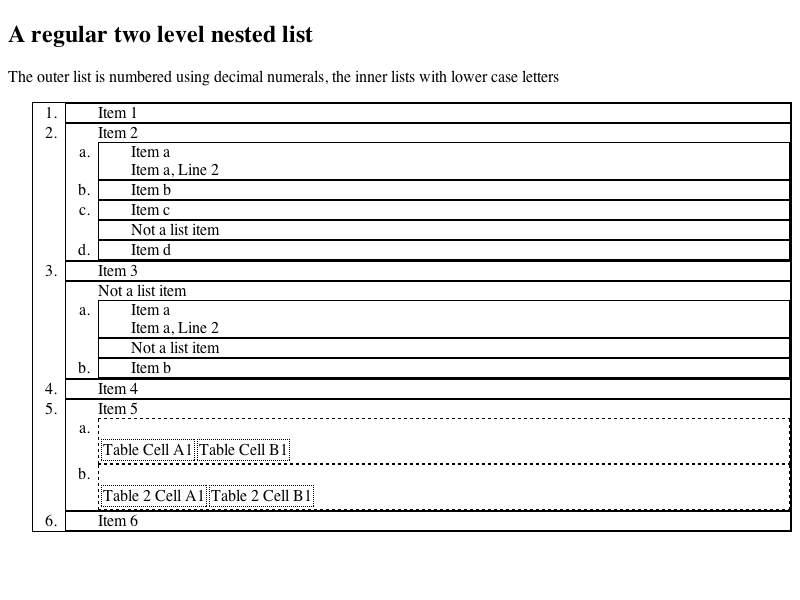 A regular two level nested list
The outer list is numbered using decimal numerals, the inner lists with lower case letters
1. Item 1
2. Item 2
a. Item a
Item a, Line 2
b. Item b
c. Item c
Not a list item
d. Item d
3. Item 3
Not a list item
a. Item a
Item a, Line 2
Not a list item
b. Item b
4. Item 4
5. Item 5
a.
Table Cell A1 Table Cell B1
b.
Table 2 Cell A1 Table 2 Cell B1
6. Item 6